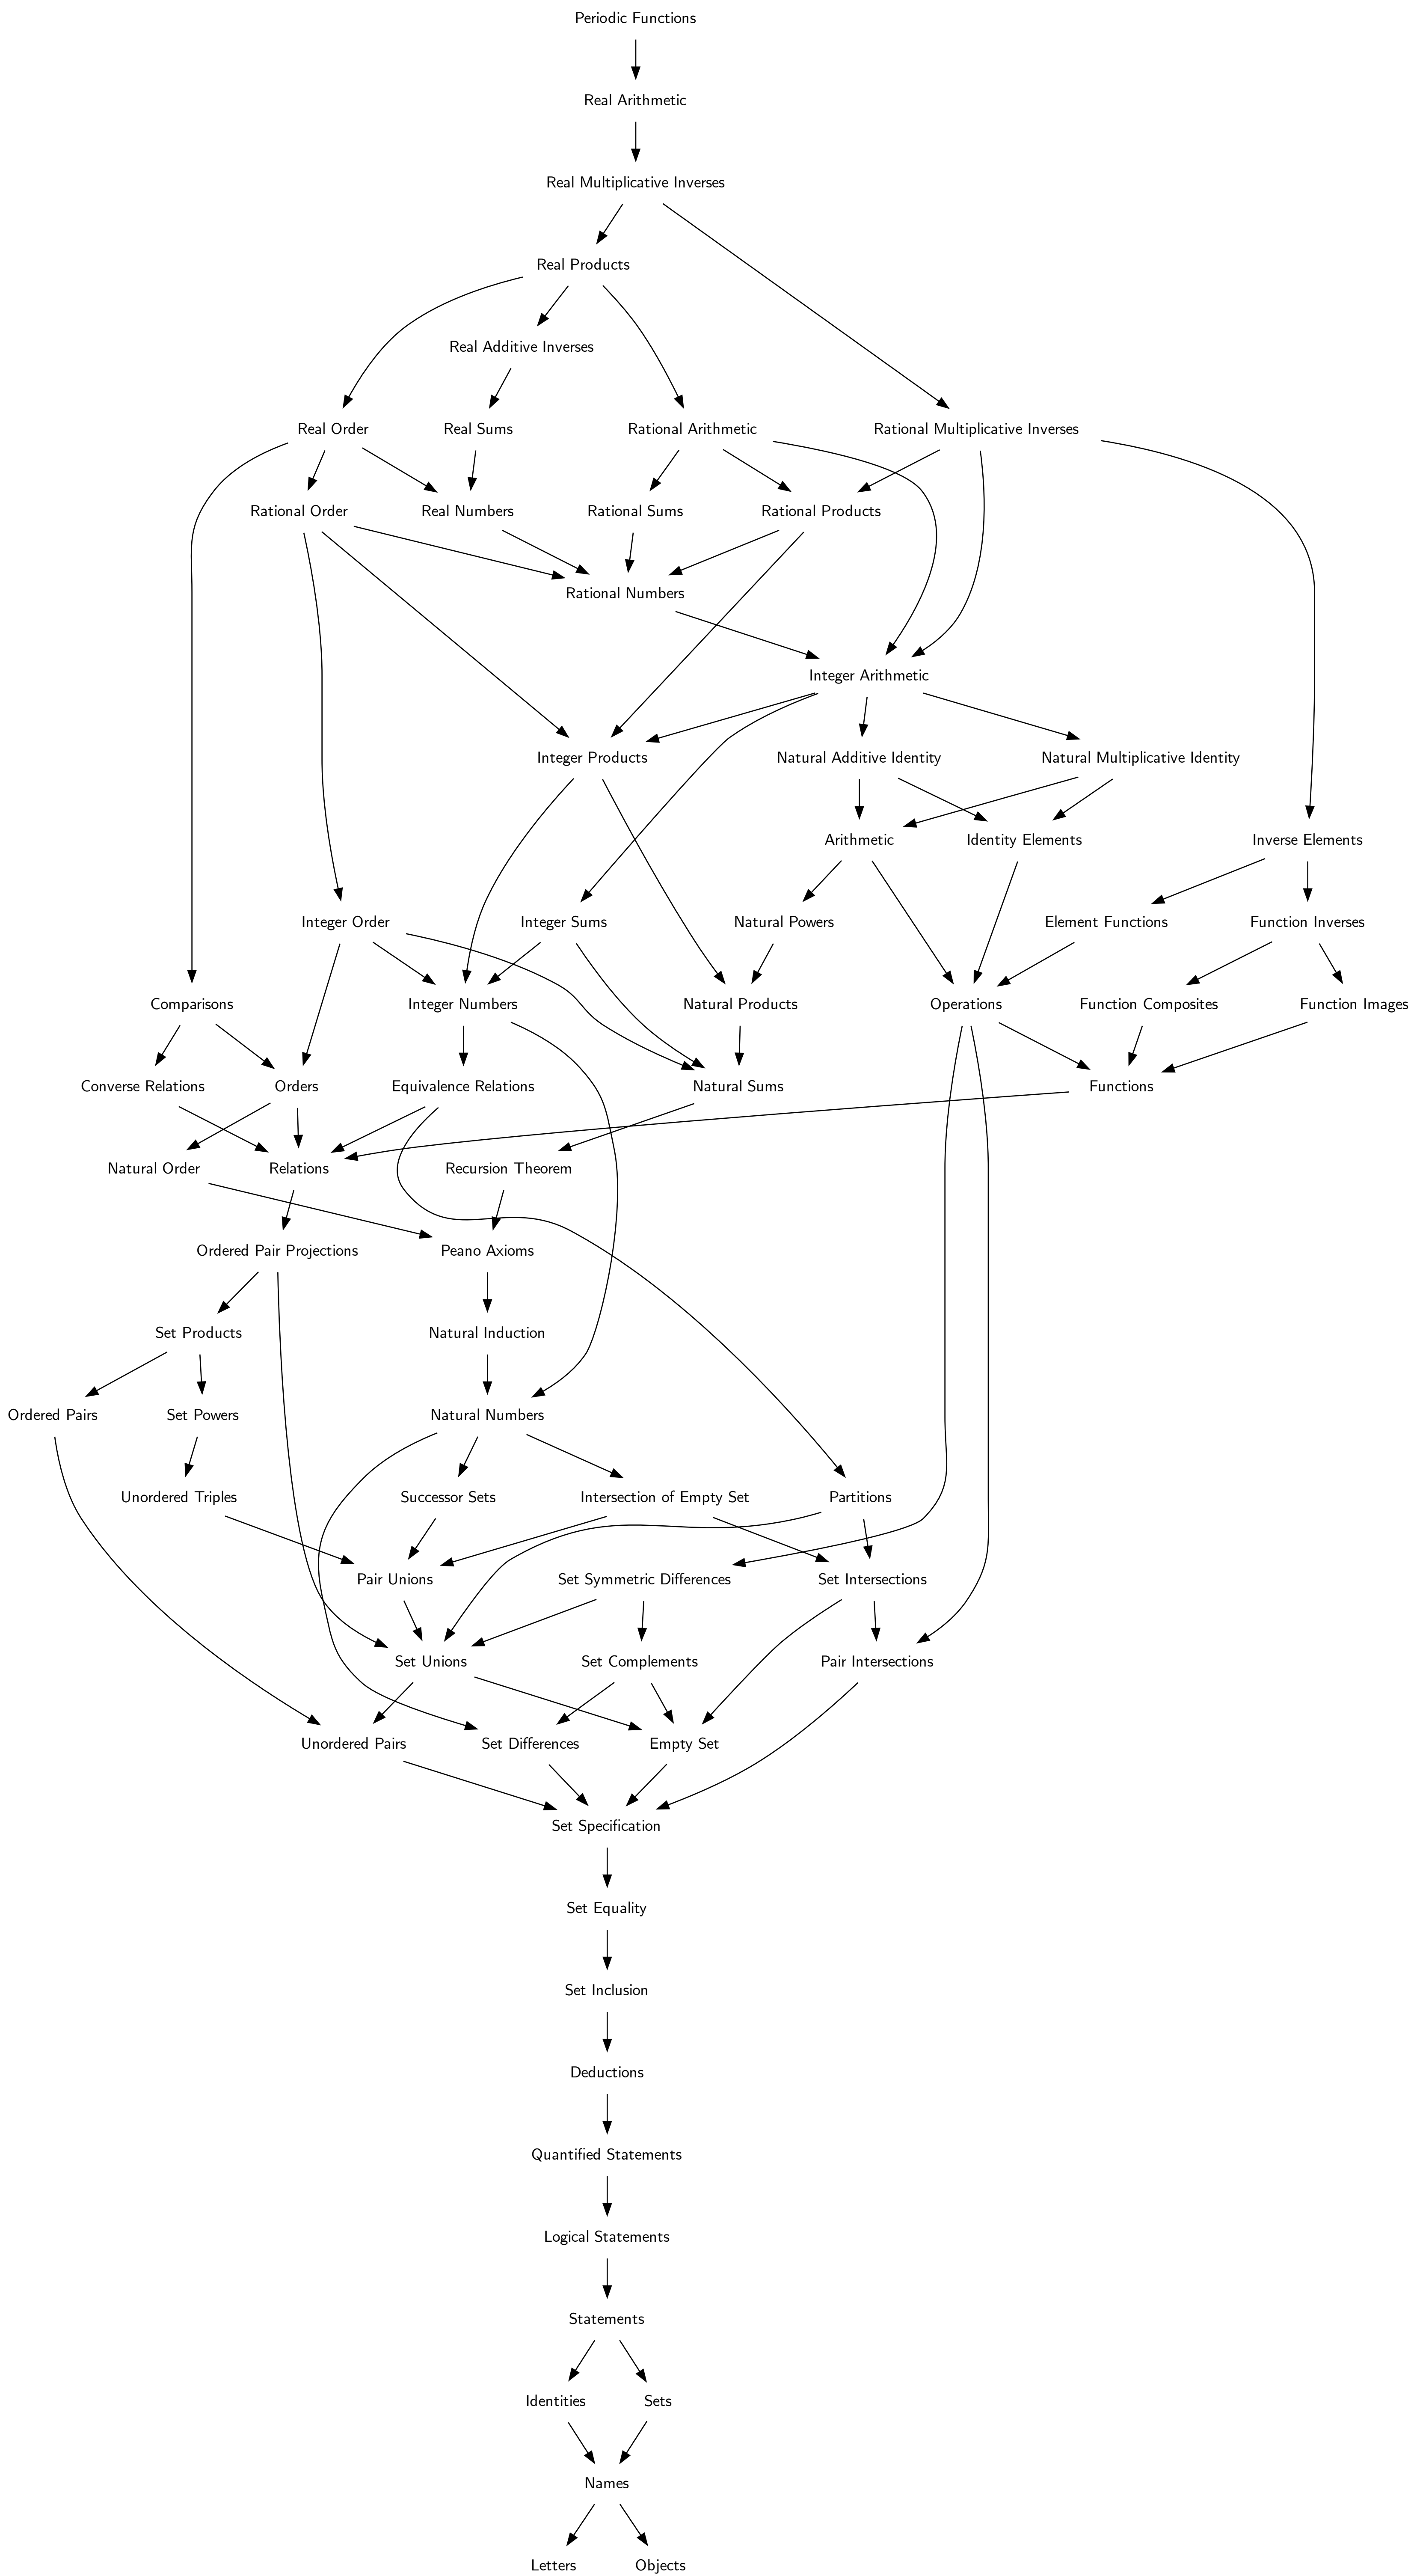 Periodic Functions
Real Arithmetic
Real Multiplicative Inverses
Real Products
Real Additive Inverses
Real Order
Real Sums
Rational Arithmetic
Rational Multiplicative Inverses
Rational Order
Real Numbers
Rational Sums
Rational Products
Rational Numbers
Integer Arithmetic
Integer Products
Natural Additive Identity
Natural Multiplicative Identity
Arithmetic
Identity Elements
Inverse Elements
Integer Order
Integer Sums
Natural Powers
Element Functions
Function Inverses
Comparisons
Integer Numbers
Natural Products
Operations
Function Composites
Function Images
Converse Relations
Orders
Equivalence Relations
Natural Sums
Functions
Natural Order
Relations
Recursion Theorem
Ordered Pair Projections
Peano Axioms
Set Products
Natural Induction
Ordered Pairs
Set Powers
Natural Numbers
Unordered Triples
Successor Sets
Intersection of Empty Set
Partitions
Pair Unions
Set Symmetric Differences
Set Intersections
Set Unions
Set Complements
Pair Intersections
Unordered Pairs
Set Differences
Empty Set
Set Specification
Set Equality
Set Inclusion
Deductions
Quantified Statements
Logical Statements
Statements
Identities
Sets
Names
Letters
Objects